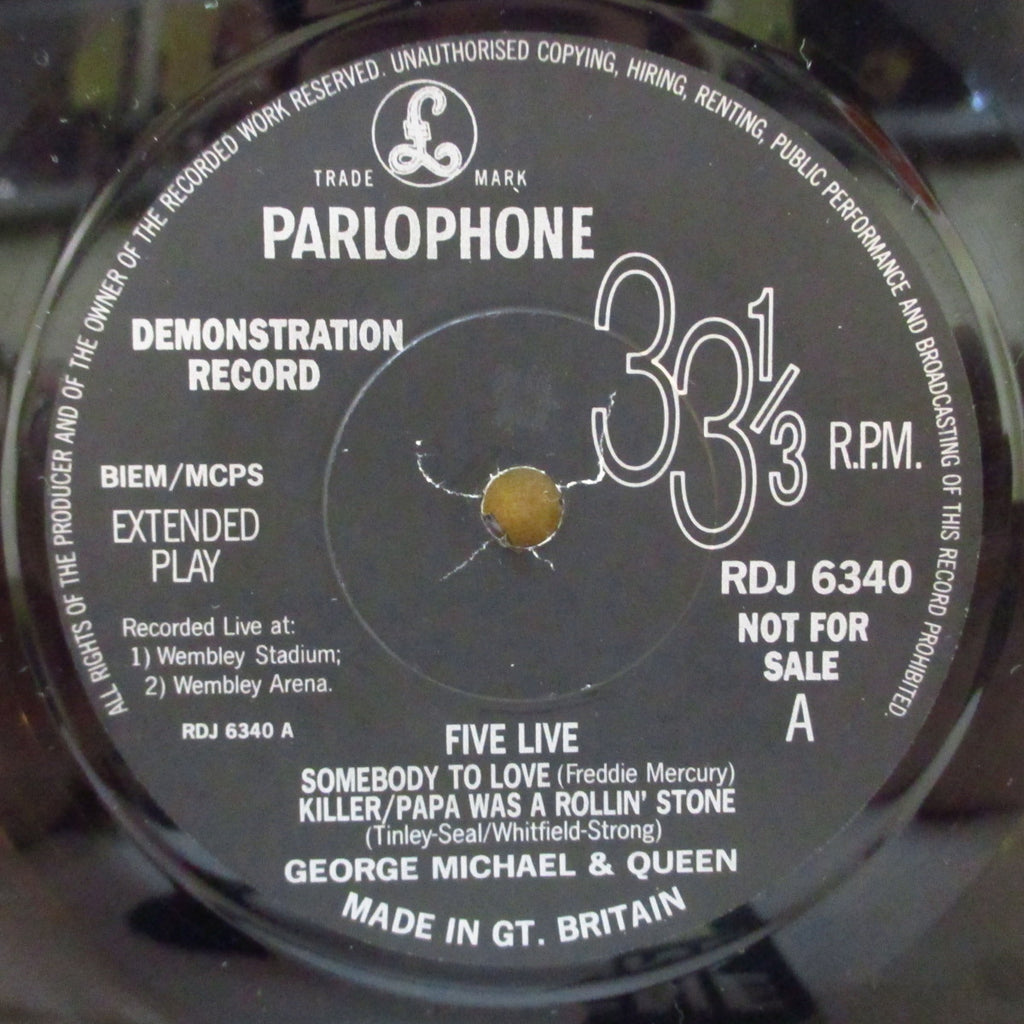 ALL RIGHTS OF THE PRODUCER AND OF THE OWNER OF THE RECORDED WORK RESERVED. UNAUTHORISED COPYING, HIRING, RENTING, PUBLIC PERFORMANCE AND BROADCASTING OF THIS RECORD PROHIBITED.
£
TRADE MARK
PARLOPHONE
DEMONSTRATION
RECORD
33 1/3 R.P.M.
BIEM/MCPS
EXTENDED
PLAY
RDJ 6340
NOT FOR
SALE
A
Recorded Live at:
1) Wembley Stadium;
2) Wembley Arena.
RDJ 6340 A
FIVE LIVE
SOMEBODY TO LOVE (Freddie Mercury)
KILLER/PAPA WAS A ROLLIN' STONE
(Tinley-Seal/Whitfield-Strong)
GEORGE MICHAEL & QUEEN
MADE IN GT. BRITAIN